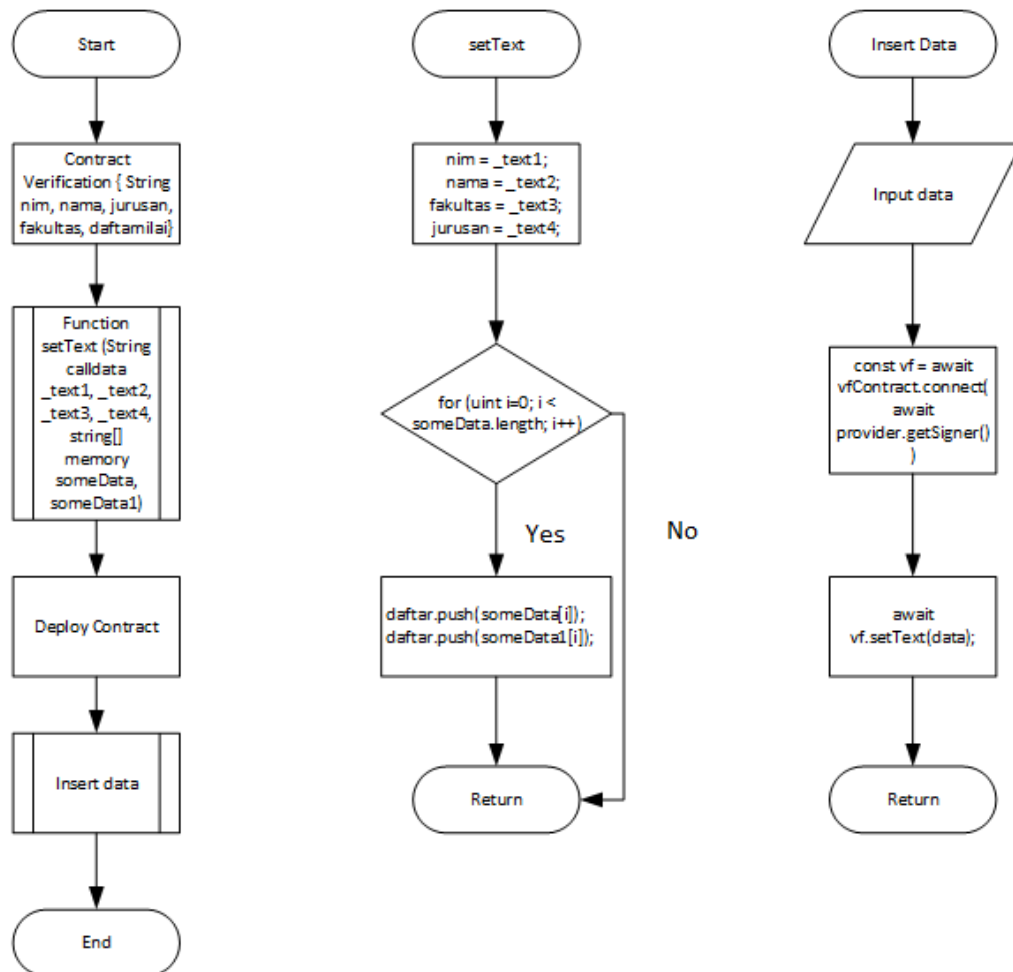 Start
Contract
Verification { String
nim, nama, jurusan,
fakultas, daftarnilai}
Function
setText (String
calldata
_text1, _text2,
_text3, _text4,
string[]
memory
someData,
someData1)
Deploy Contract
Insert data
End
setText
nim = _text1;
nama = _text2;
fakultas = _text3;
jurusan = _text4;
for (uint i=0; i <
someData.length; i++)
Yes
No
daftar.push(someData[i]);
daftar.push(someData1[i]);
Return
Insert Data
Input data
const vf = await
vfContract.connect(
await
provider.getSigner()
)
await
vf.setText(data);
Return